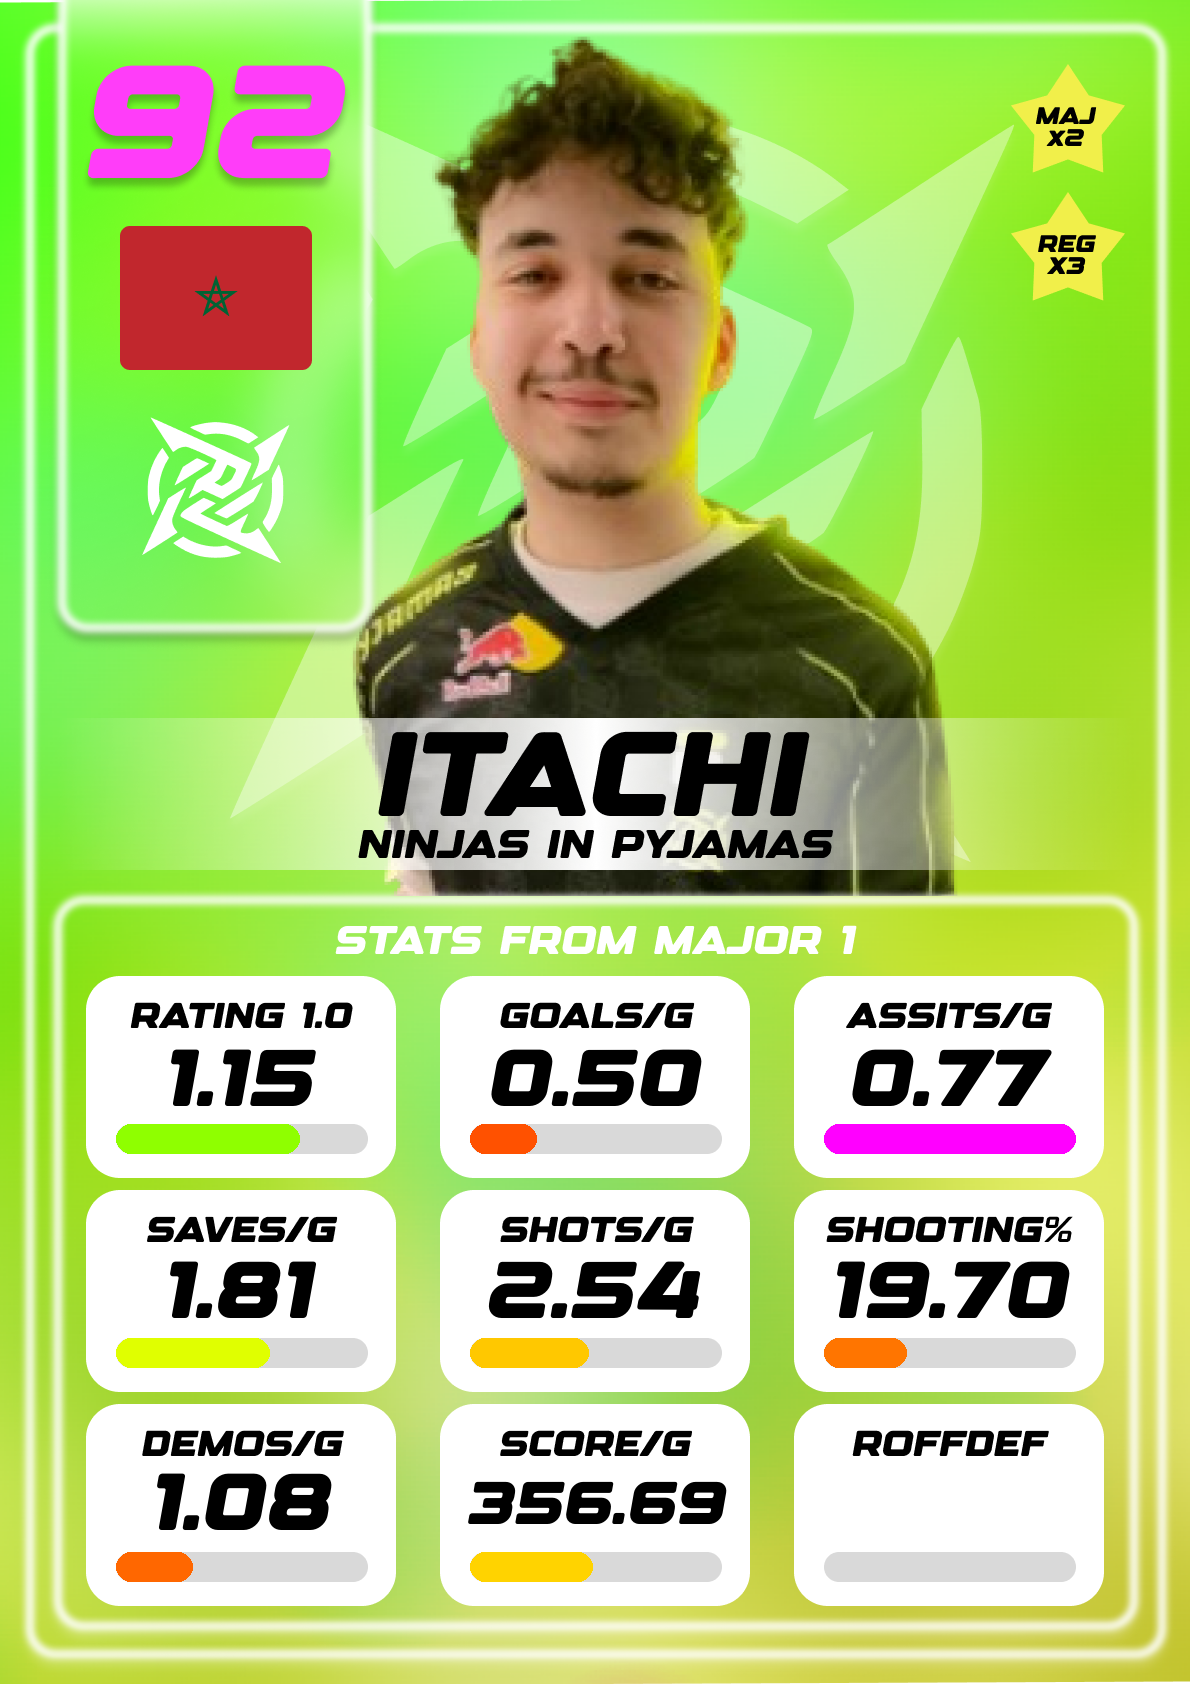 92
MAJ
x2
REG
X3
RedBull
ITACHI
NINJAS IN PYJAMAS
STATS FROM MAJOR 1
RATING 1.0
1.15
GOALS/G
0.50
ASSITS/G
0.77
SAVES/G
1.81
SHOTS/G
2.54
SHOOTING%
19.70
DEMOS/G
1.08
SCORE/G
356.69
ROFFDEF